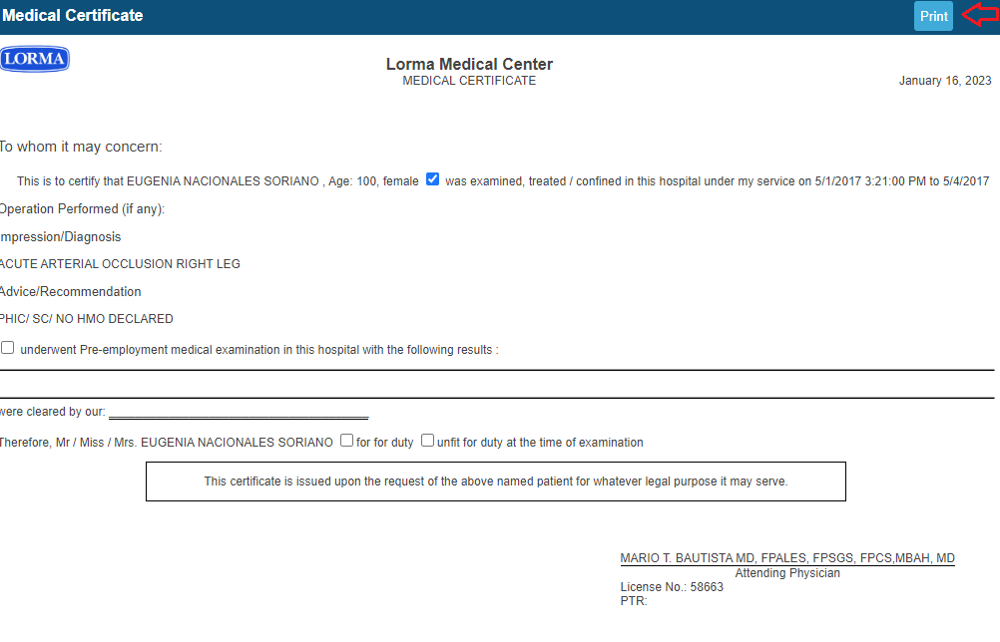 Medical Certificate
Print
LORMA
Lorma Medical Center
MEDICAL CERTIFICATE
January 16, 2023
To whom it may concern:
This is to certify that EUGENIA NACIONALES SORIANO , Age: 100, female was examined, treated / confined in this hospital under my service on 5/1/2017 3:21:00 PM to 5/4/2017
Operation Performed (if any):
mpression/Diagnosis
ACUTE ARTERIAL OCCLUSION RIGHT LEG
Advice/Recommendation
PHIC/ SC/ NO HMO DECLARED
underwent Pre-employment medical examination in this hospital with the following results :
were cleared by our:
Therefore, Mr / Miss / Mrs. EUGENIA NACIONALES SORIANO for for duty unfit for duty at the time of examination
This certificate is issued upon the request of the above named patient for whatever legal purpose it may serve.
MARIO T. BAUTISTA MD, FPALES, FPSGS, FPCS,MBAH, MD
Attending Physician
License No.: 58663
PTR: